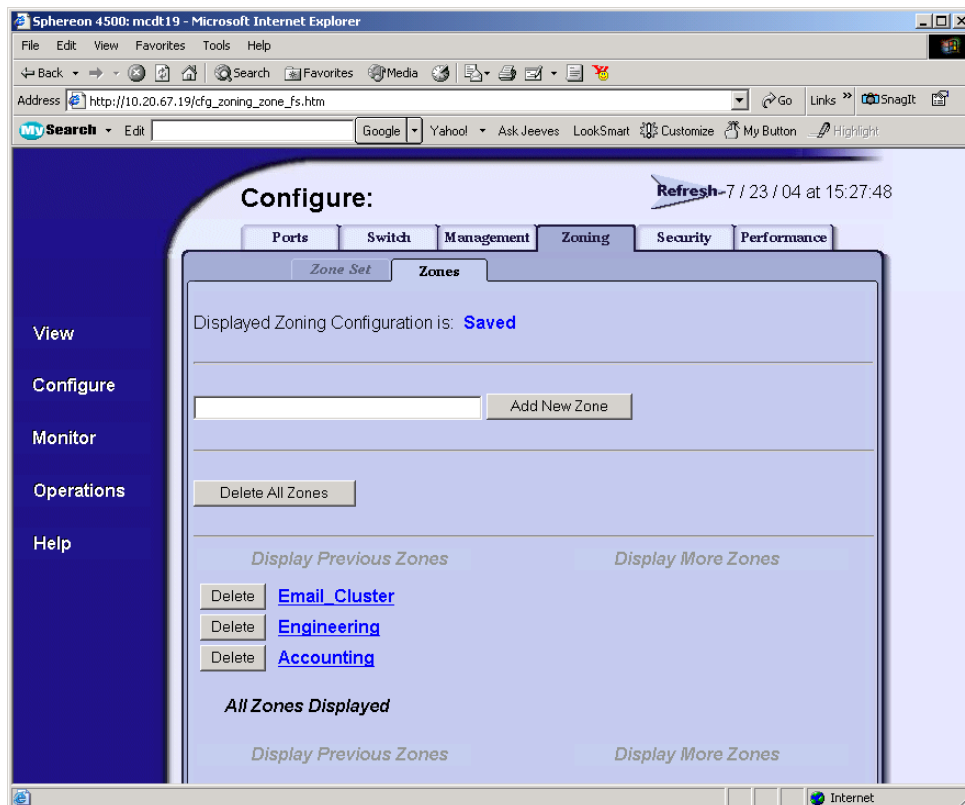 Sphereon 4500: mcdt19 - Microsoft Internet Explorer
File Edit View Favorites Tools Help
Back Search Favorites Media
Address http://10.20.67.19/cfg_zoning_zone_fs.htm Go Links » SnagIt
My Search Edit Google Yahoo! Ask Jeeves LookSmart Customize My Button Highlight
Configure: Refresh 7 / 23 / 04 at 15:27:48
Ports Switch Management Zoning Security Performance
Zone Set Zones
Displayed Zoning Configuration is: Saved
View
Configure
Add New Zone
Monitor
Operations
Delete All Zones
Help
Display Previous Zones Display More Zones
Delete Email_Cluster
Delete Engineering
Delete Accounting
All Zones Displayed
Display Previous Zones Display More Zones
Internet